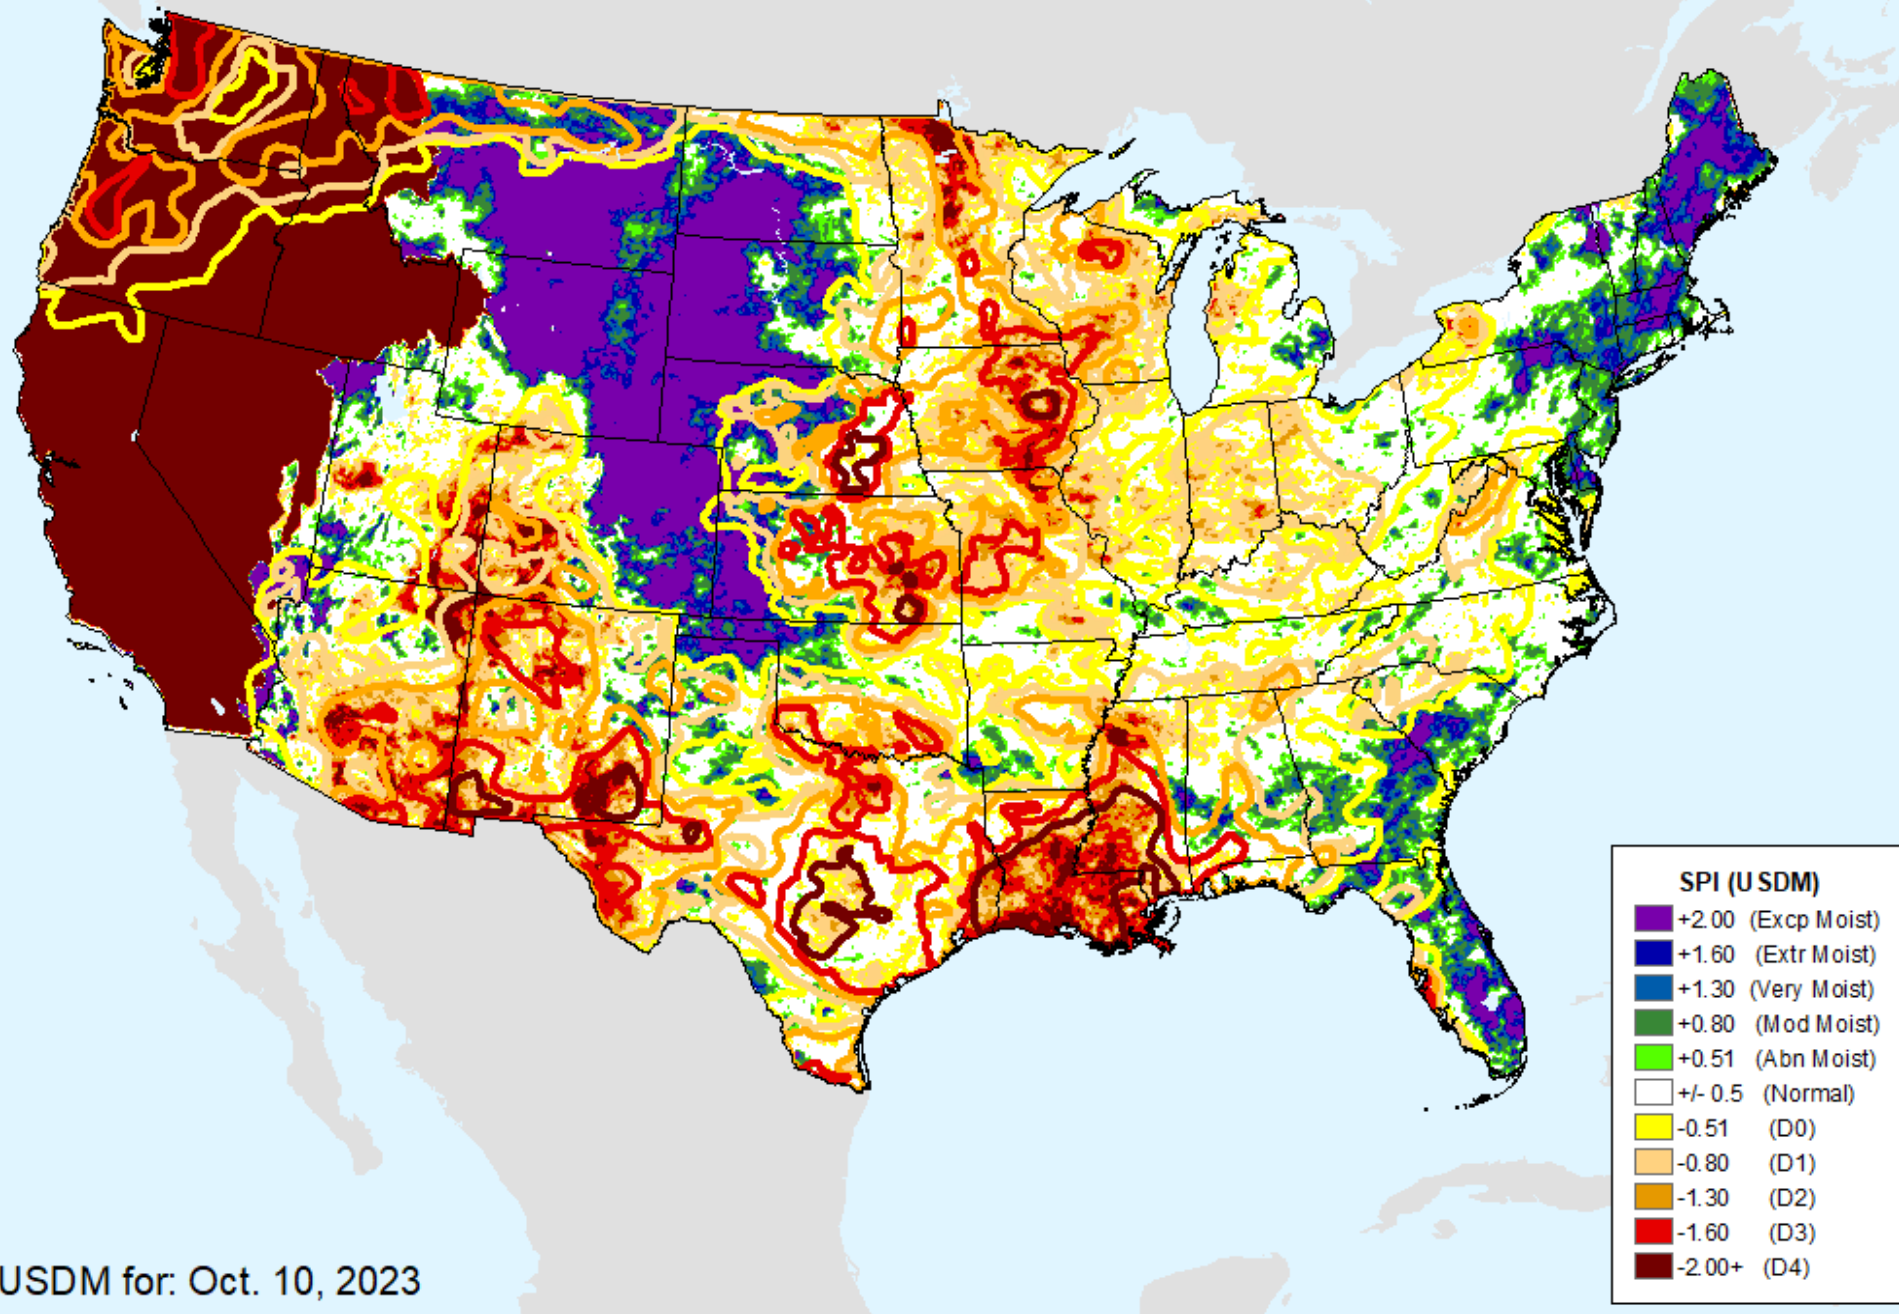 SPI (USDM)
+2.00 (Excp Moist)
+1.60 (Extr Moist)
+1.30 (Very Moist)
+0.80 (Mod Moist)
+0.51 (Abn Moist)
+/- 0.5 (Normal)
-0.51 (D0)
-0.80 (D1)
-1.30 (D2)
-1.60 (D3)
-2.00+ (D4)
USDM for: Oct. 10, 2023